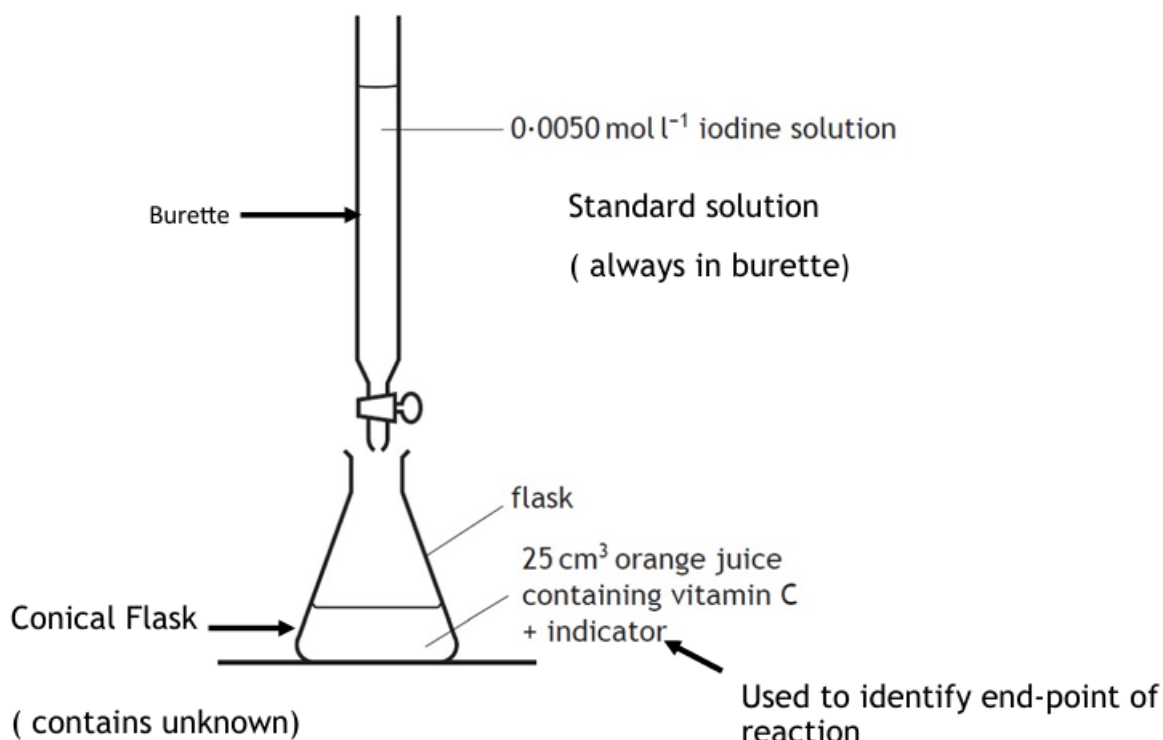 0·0050 mol l⁻¹ iodine solution
Burette
Standard solution
( always in burette)
flask
25 cm³ orange juice
containing vitamin C
+ indicator
Conical Flask
( contains unknown)
Used to identify end-point of
reaction